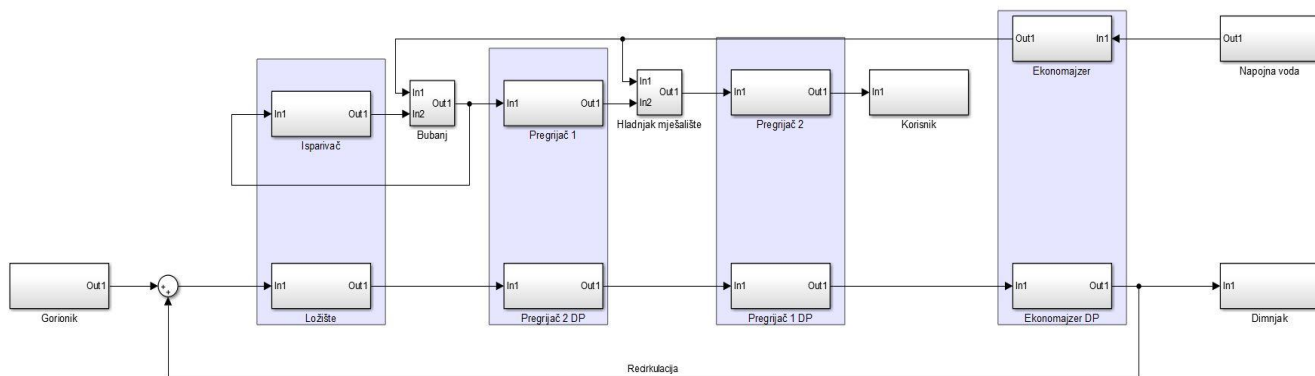 Out1
In1
Ekonomajzer
Out1
Napojna voda
In1
Out1
Isparivač
In1
In2
Out1
Bubanj
In1
Out1
Pregrijač 1
In1
In2
Out1
Hladnjak mješalište
In1
Out1
Pregrijač 2
In1
Korisnik
Out1
Gorionik
+
+
In1
Out1
Ložište
In1
Out1
Pregrijač 2 DP
In1
Out1
Pregrijač 1 DP
In1
Out1
Ekonomajzer DP
In1
Dimnjak
Recirkulacija